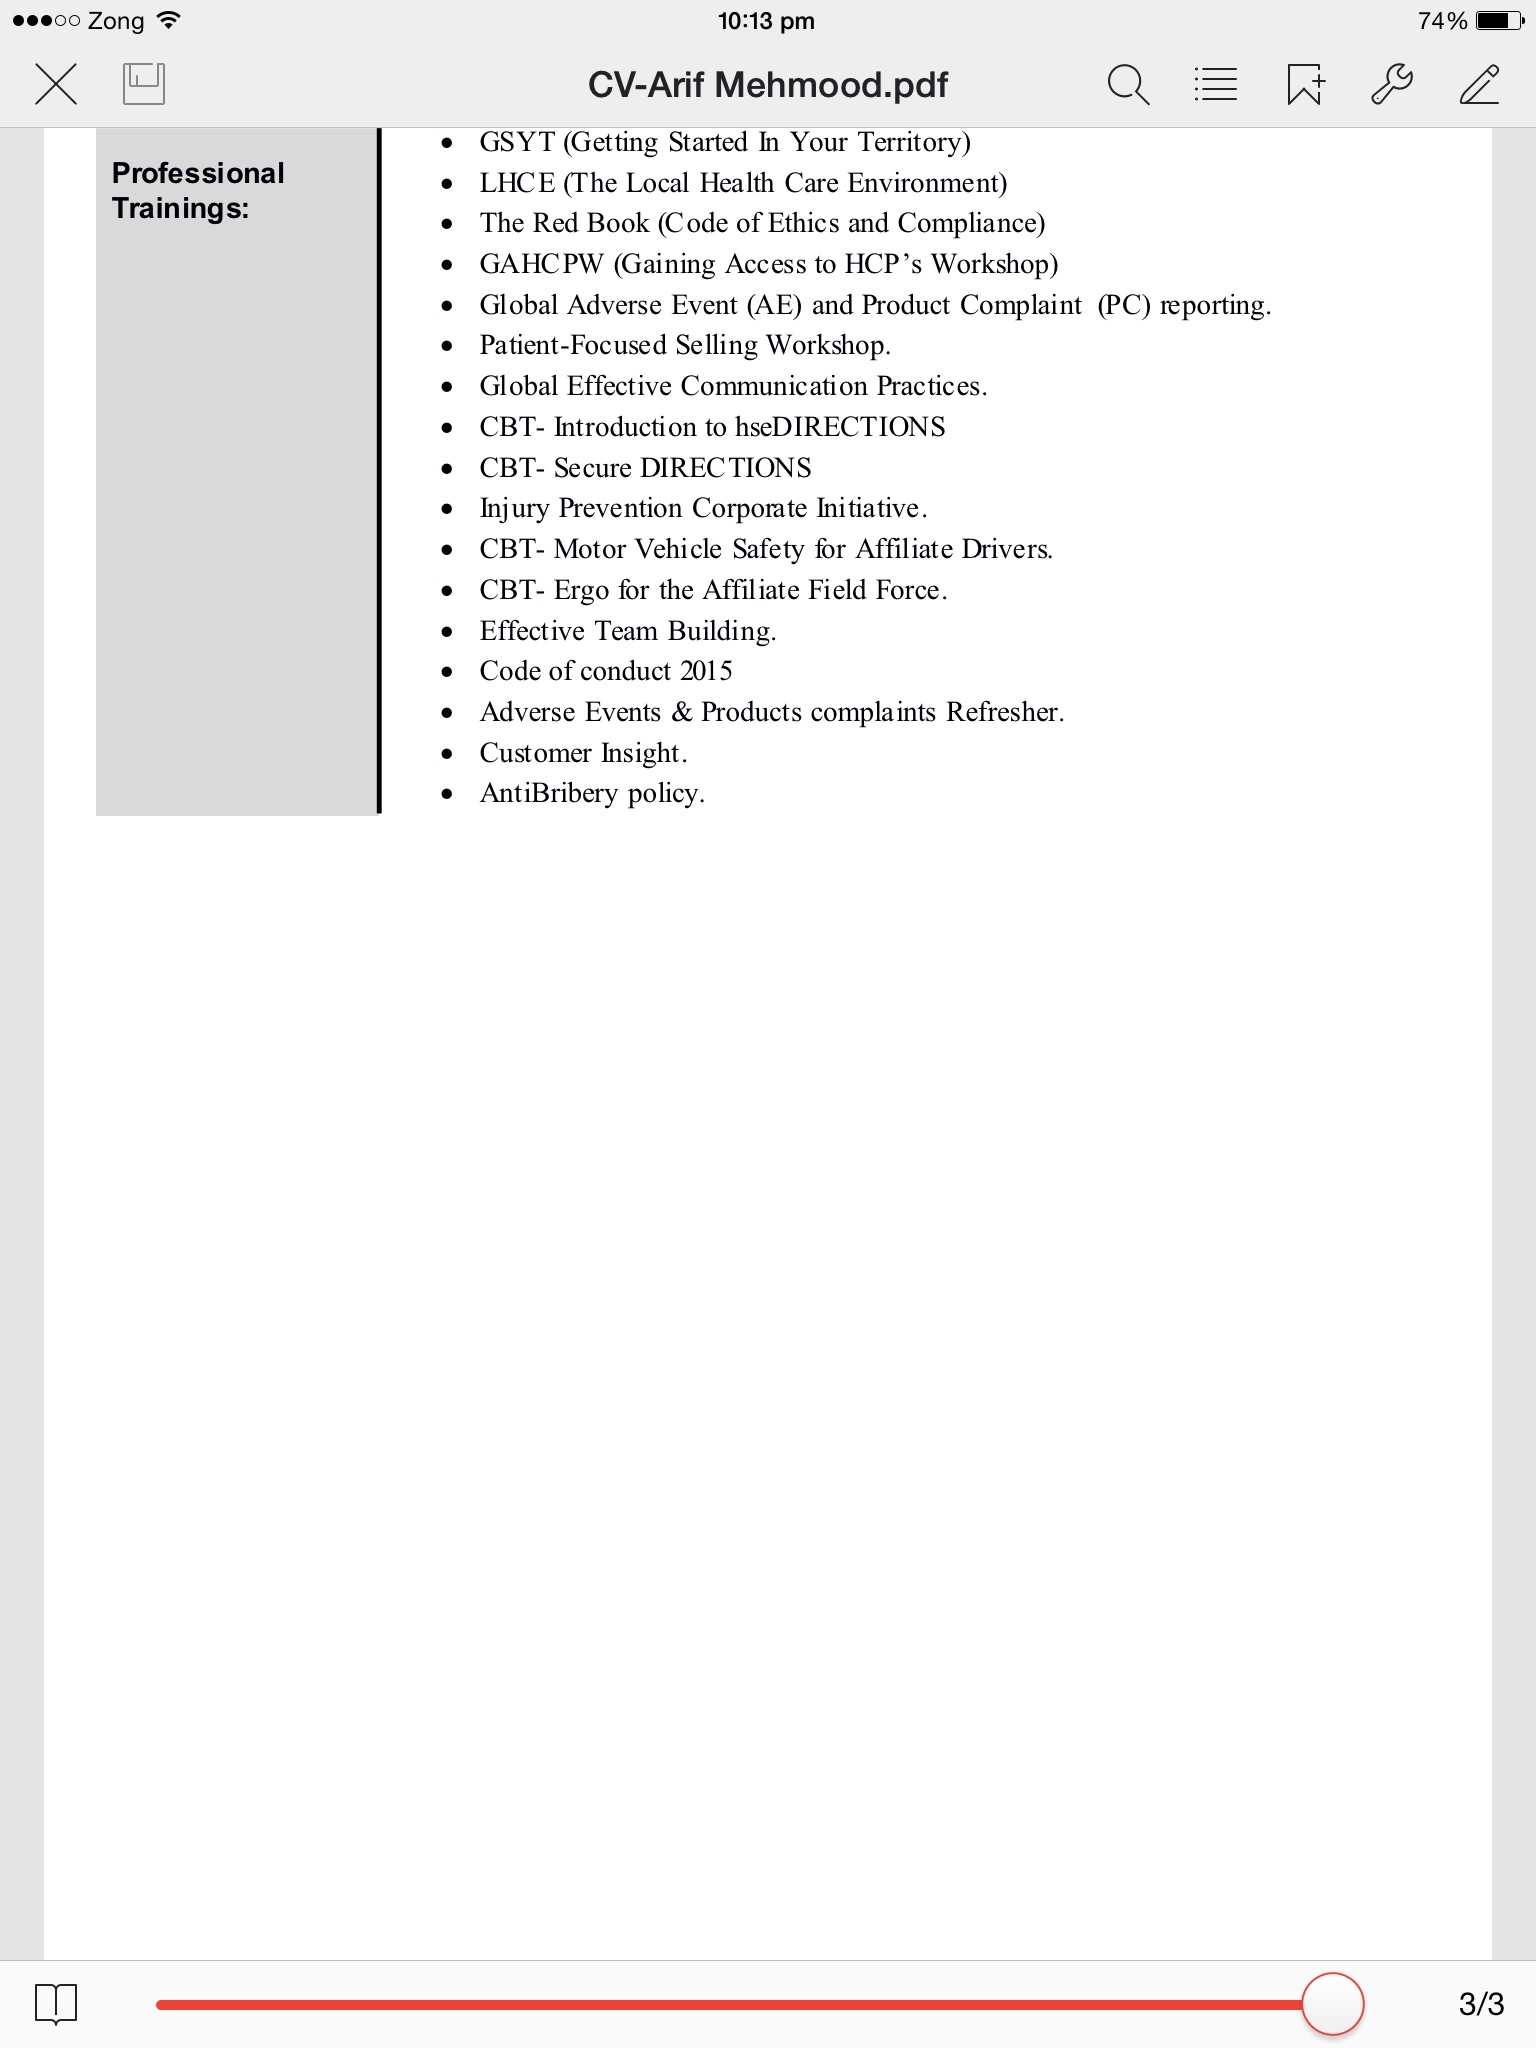 Zong 10:13 pm 74%
CV-Arif Mehmood.pdf
Professional
Trainings:
• GSYT (Getting Started In Your Territory)
• LHCE (The Local Health Care Environment)
• The Red Book (Code of Ethics and Compliance)
• GAHCPW (Gaining Access to HCP’s Workshop)
• Global Adverse Event (AE) and Product Complaint (PC) reporting.
• Patient-Focused Selling Workshop.
• Global Effective Communication Practices.
• CBT- Introduction to hseDIRECTIONS
• CBT- Secure DIRECTIONS
• Injury Prevention Corporate Initiative.
• CBT- Motor Vehicle Safety for Affiliate Drivers.
• CBT- Ergo for the Affiliate Field Force.
• Effective Team Building.
• Code of conduct 2015
• Adverse Events & Products complaints Refresher.
• Customer Insight.
• AntiBribery policy.
3/3